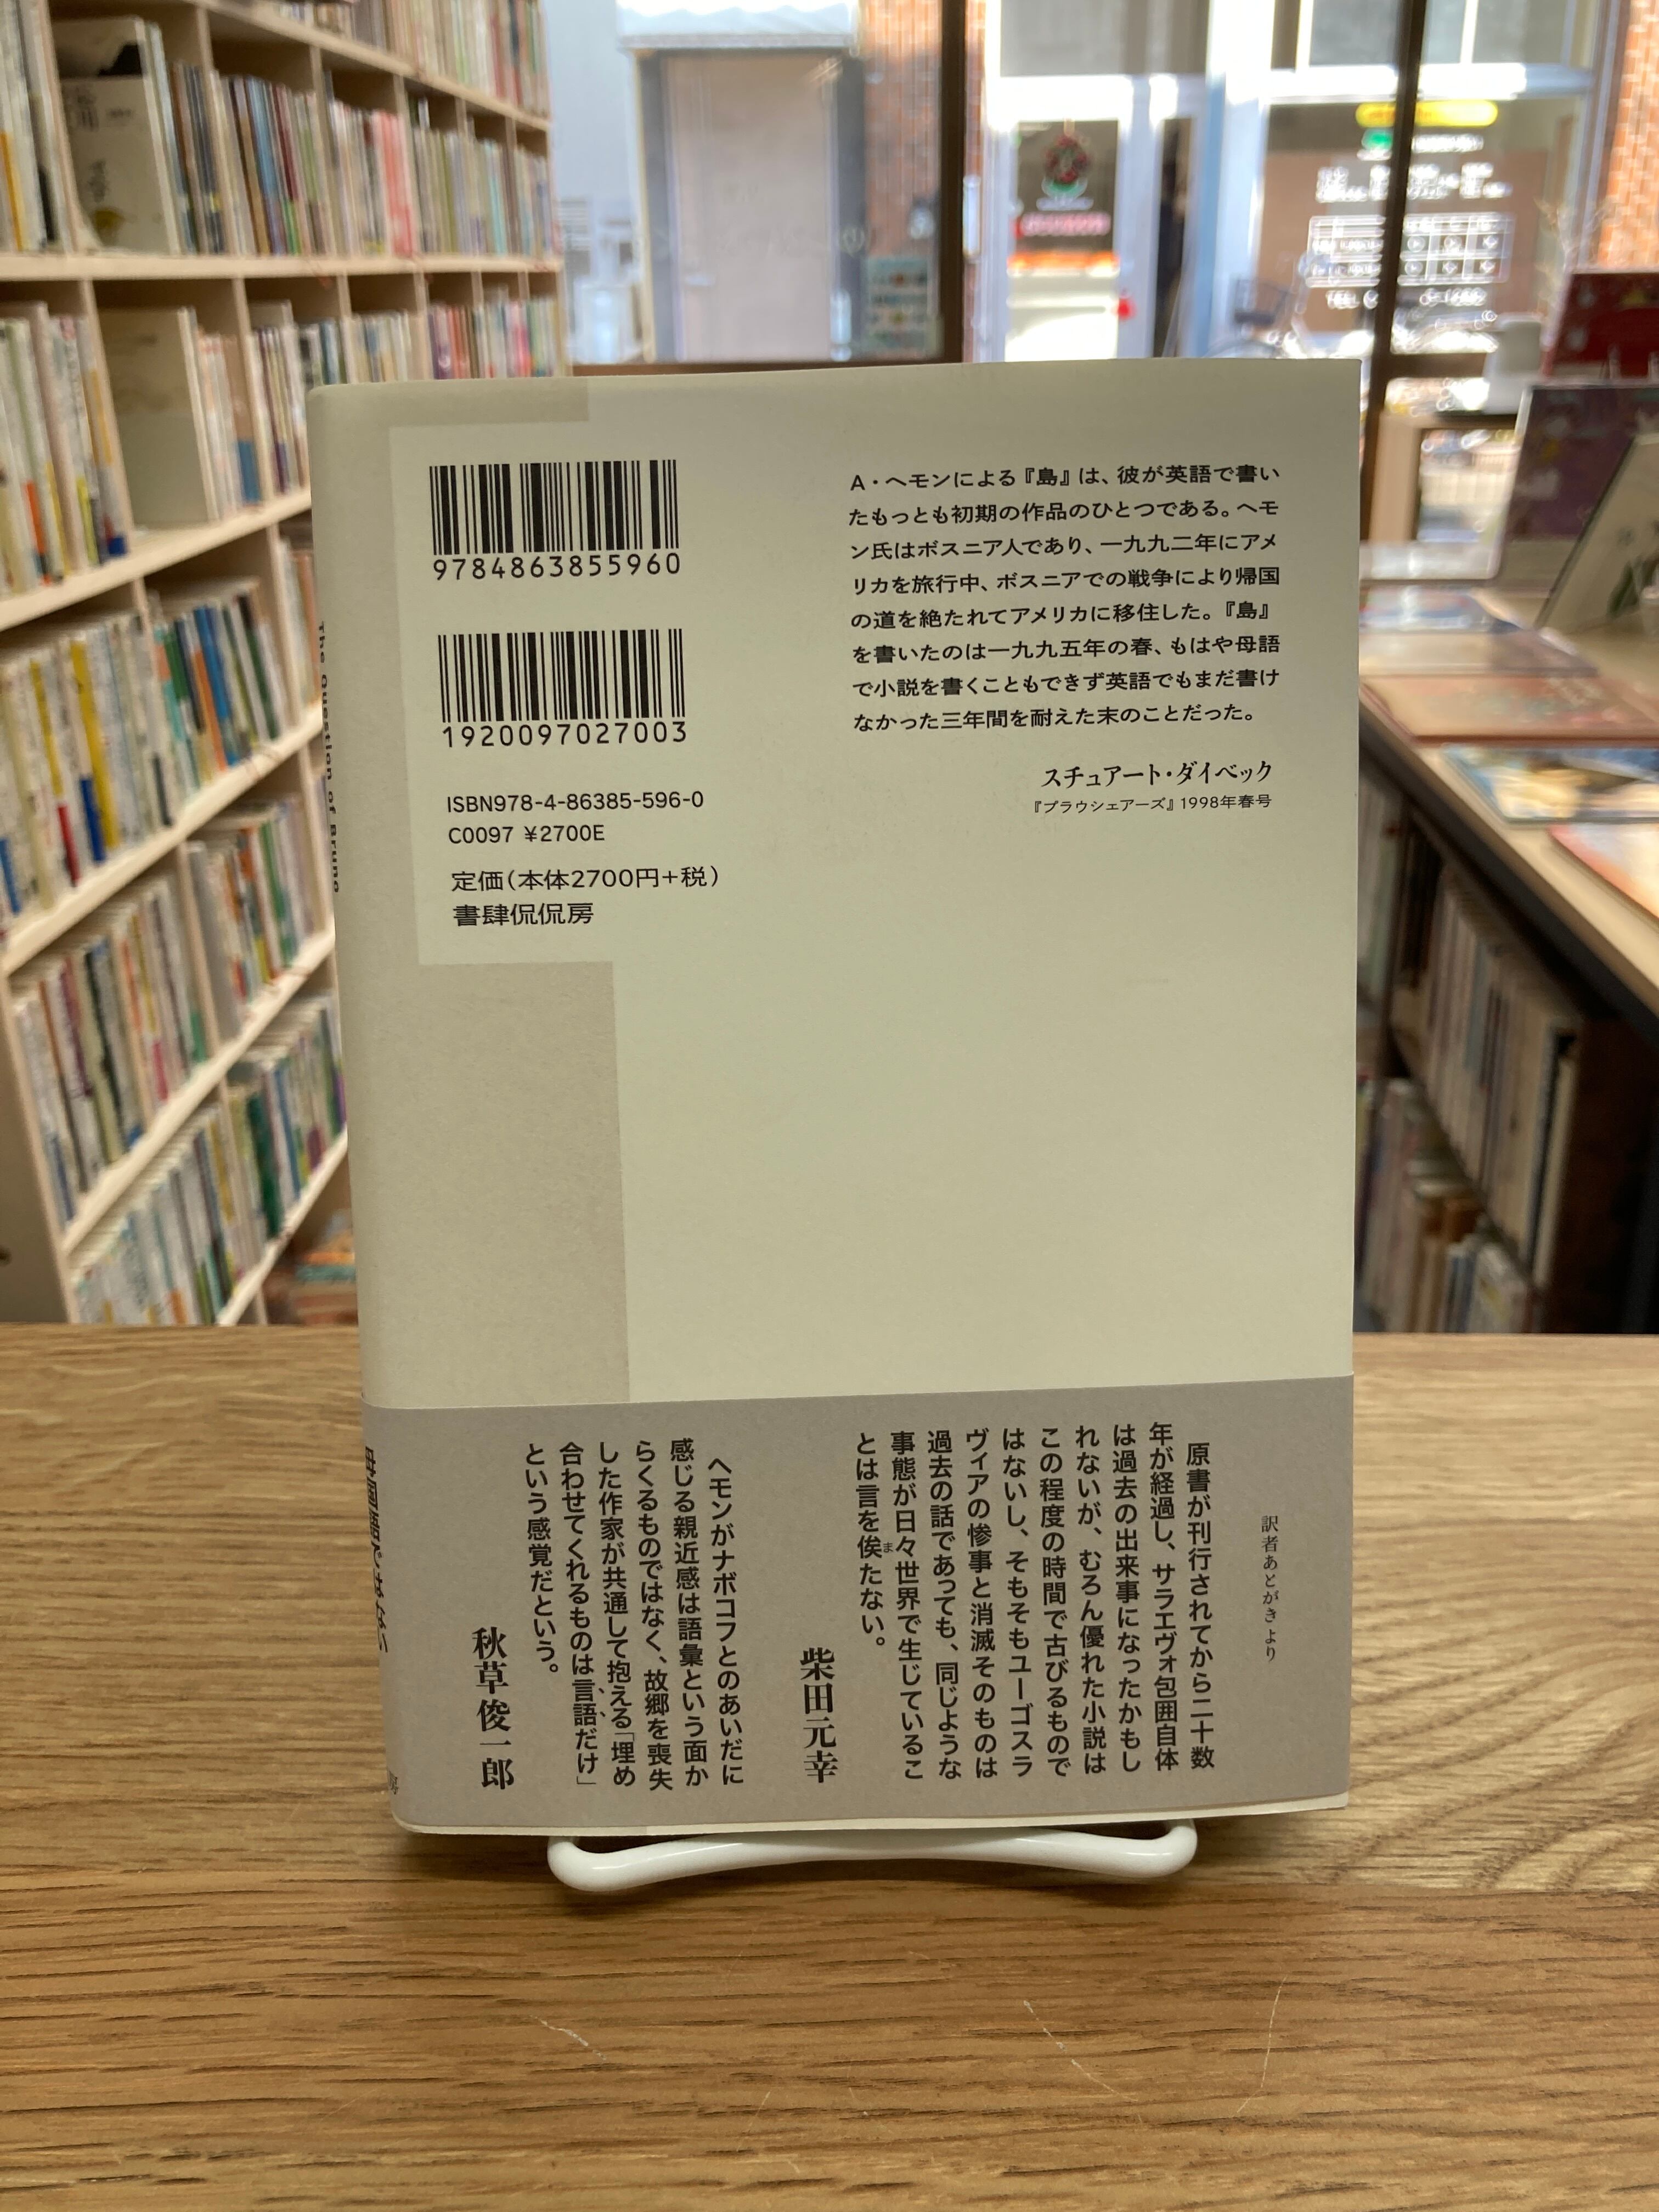 9784863855960
1920097027003
ISBN978-4-86385-596-0
C0097 ¥2700E
定価(本体2700円+税)
書肆侃侃房
A・ヘモンによる『島』は、彼が英語で書い
たもっとも初期の作品のひとつである。ヘモ
ン氏はボスニア人であり、一九九二年にアメ
リカを旅行中、ボスニアでの戦争により帰国
の道を絶たれてアメリカに移住した。『島』
を書いたのは一九九五年の春、もはや母語
で小説を書くこともできず英語でもまだ書け
なかった三年間を耐えた末のことだった。
スチュアート・ダイベック
『プラウシェアーズ』1998年春号
The Question of Bruno
訳者あとがきより
原書が刊行されてから二十数
年が経過し、サラエヴォ包囲自体
は過去の出来事になったかもし
れないが、むろん優れた小説は
この程度の時間で古びるもので
はないし、そもそもユーゴスラ
ヴィアの惨事と消滅そのものは
過去の話であっても、同じような
事態が日々世界で生じているこ
とは言を俟たない。
ま
柴田元幸
ヘモンがナボコフとのあいだに
感じる親近感は語彙という面か
らくるものではなく、故郷を喪失
した作家が共通して抱える「埋め
合わせてくれるものは言語だけ」
という感覚だという。
秋草俊一郎